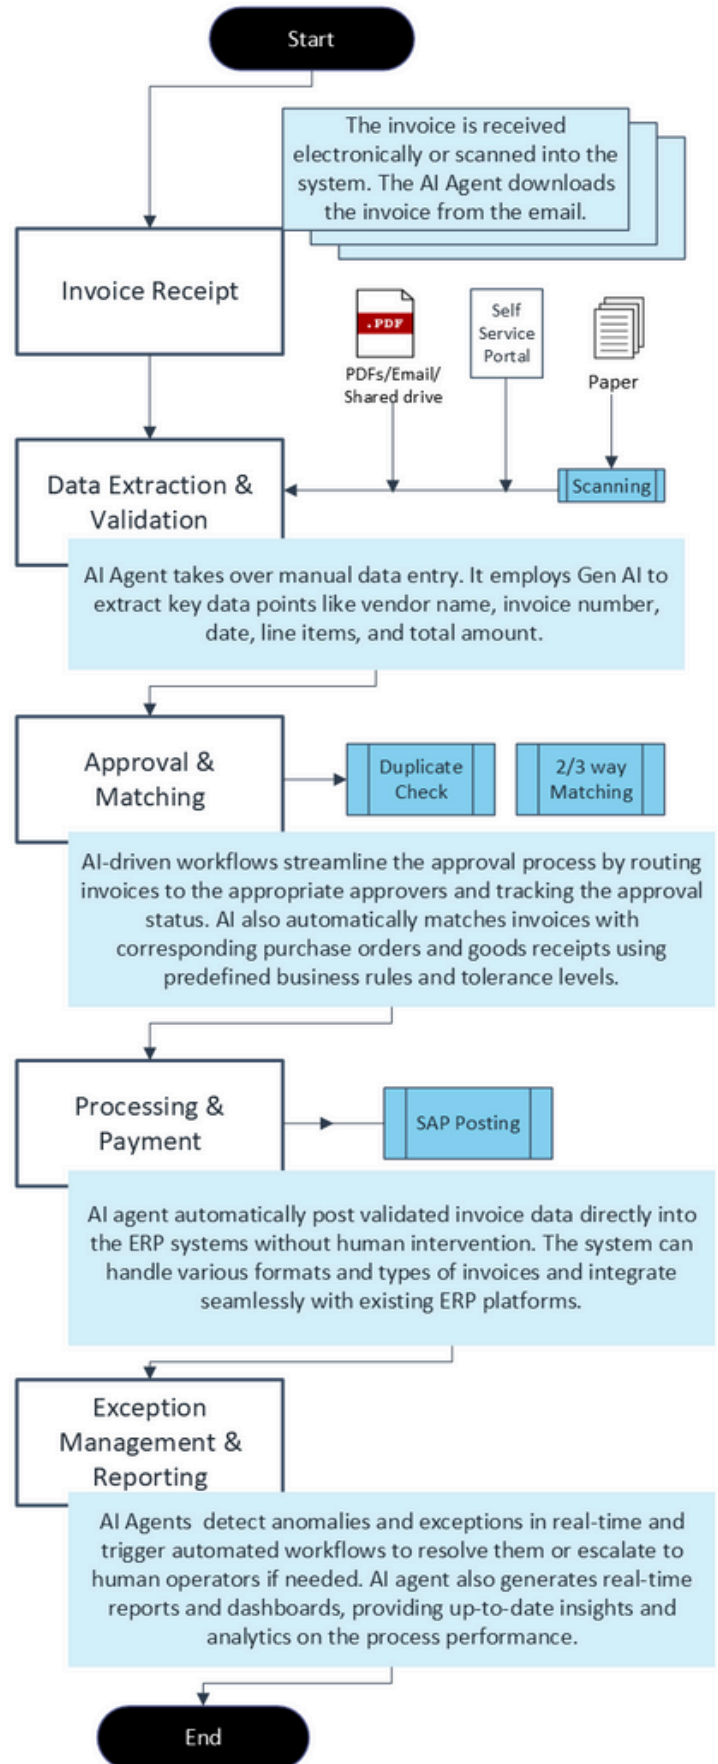 Start
The invoice is received
electronically or scanned into the
system. The AI Agent downloads
the invoice from the email.
Invoice Receipt
.PDF
PDFs/Email/
Shared drive
Self
Service
Portal
Paper
Data Extraction &
Validation
Scanning
AI Agent takes over manual data entry. It employs Gen AI to
extract key data points like vendor name, invoice number,
date, line items, and total amount.
Approval &
Matching
Duplicate
Check
2/3 way
Matching
AI-driven workflows streamline the approval process by routing
invoices to the appropriate approvers and tracking the approval
status. AI also automatically matches invoices with
corresponding purchase orders and goods receipts using
predefined business rules and tolerance levels.
Processing &
Payment
SAP Posting
AI agent automatically post validated invoice data directly into
the ERP systems without human intervention. The system can
handle various formats and types of invoices and integrate
seamlessly with existing ERP platforms.
Exception
Management &
Reporting
AI Agents  detect anomalies and exceptions in real-time and
trigger automated workflows to resolve them or escalate to
human operators if needed. AI agent also generates real-time
reports and dashboards, providing up-to-date insights and
analytics on the process performance.
End